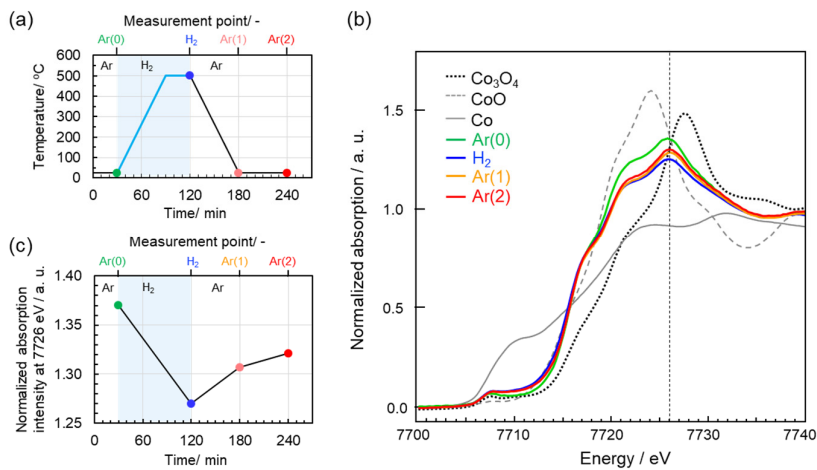 (a)
Measurement point/ -
Ar(0) H₂ Ar(1) Ar(2)
Ar H₂ Ar
Temperature/ °C
600
500
400
300
200
100
0
0 60 120 180 240
Time/ min
(b)
Normalized absorption / a. u.
1.5
1.0
0.5
0.0
Co₃O₄
CoO
Co
Ar(0)
H₂
Ar(1)
Ar(2)
7700 7710 7720 7730 7740
Energy / eV
(c)
Measurement point/ -
Ar(0) H₂ Ar(1) Ar(2)
Ar H₂ Ar
Normalized absorption
intensity at 7726 eV / a. u.
1.40
1.35
1.30
1.25
0 60 120 180 240
Time/ min